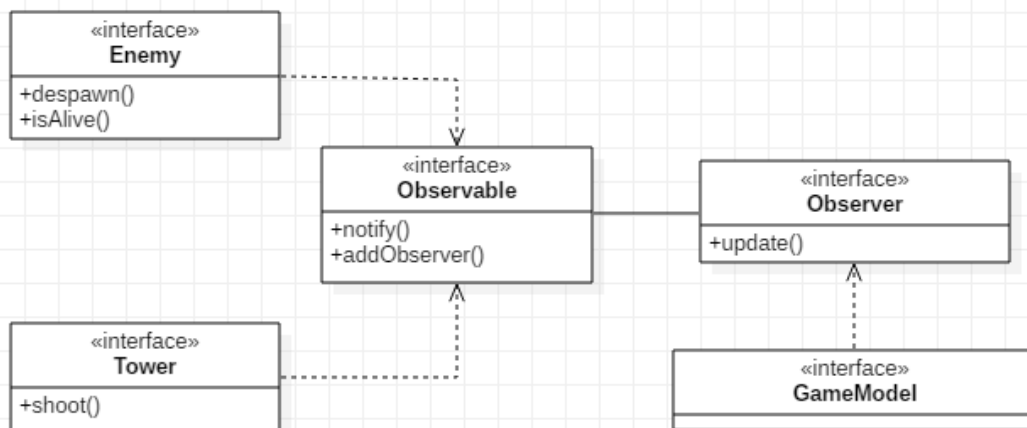 «interface»
Enemy
+despawn()
+isAlive()
«interface»
Observable
+notify()
+addObserver()
«interface»
Observer
+update()
«interface»
Tower
+shoot()
«interface»
GameModel